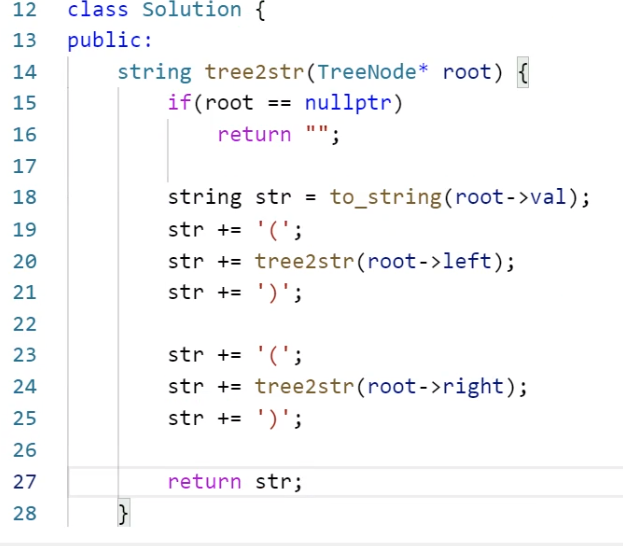 12 class Solution {
13 public:
14     string tree2str(TreeNode* root) {
15         if(root == nullptr)
16             return "";
17
18         string str = to_string(root->val);
19         str += '(';
20         str += tree2str(root->left);
21         str += ')';
22
23         str += '(';
24         str += tree2str(root->right);
25         str += ')';
26
27         return str;
28     }